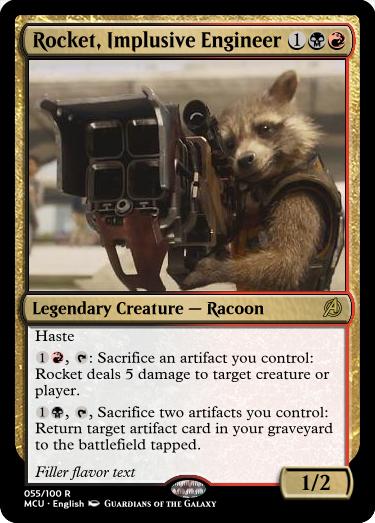 Rocket, Implusive Engineer 1
Haste
Legendary Creature — Racoon
1, : Sacrifice an artifact you control:
Rocket deals 5 damage to target creature or
player.
1, , Sacrifice two artifacts you control:
Return target artifact card in your graveyard
to the battlefield tapped.
Filler flavor text
1/2
055/100 R
MCU • English Guardians of the Galaxy